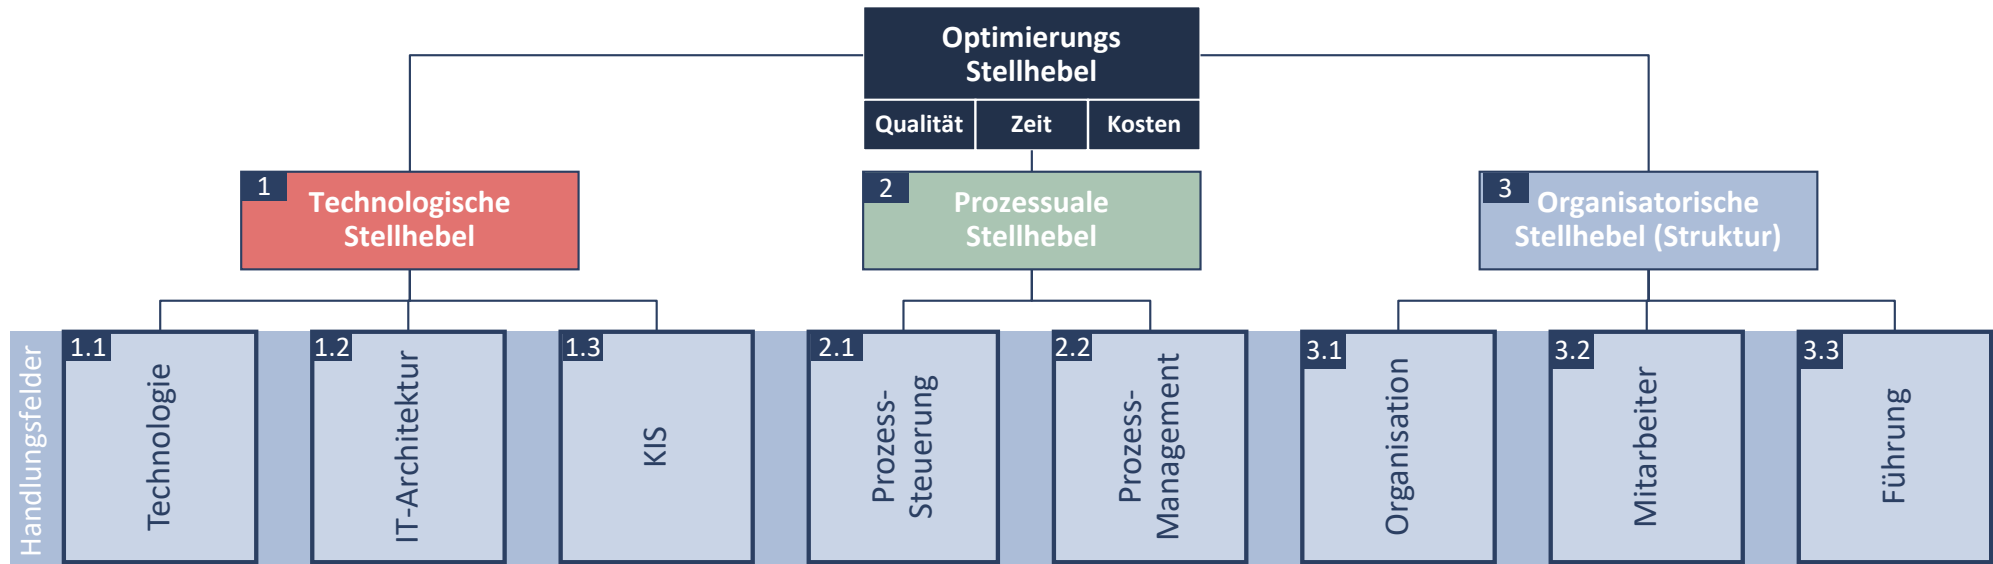 Optimierungs
Stellhebel
Qualität
Zeit
Kosten
1
Technologische
Stellhebel
2
Prozessuale
Stellhebel
3
Organisatorische
Stellhebel (Struktur)
Handlungsfelder
1.1
Technologie
1.2
IT-Architektur
1.3
KIS
2.1
Prozess-
Steuerung
2.2
Prozess-
Management
3.1
Organisation
3.2
Mitarbeiter
3.3
Führung